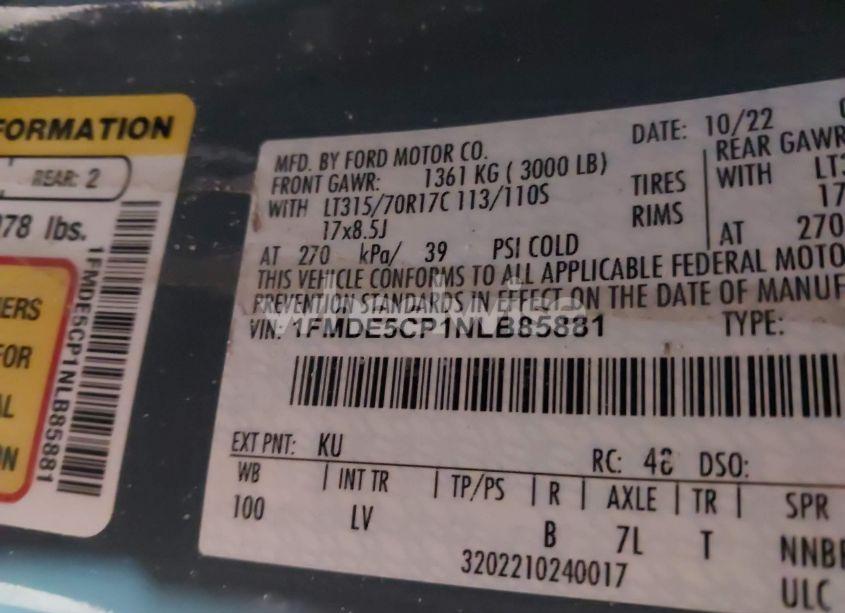 FORMATION
REAR: 2
78 lbs.
1FMDE5CP1NLB85881
ERS
FOR
AL
ON
MFD. BY FORD MOTOR CO.
DATE: 10/22
FRONT GAWR: 1361 KG ( 3000 LB)
REAR GAWR
WITH LT315/70R17C 113/110S TIRES
WITH LT3
17x8.5J RIMS
17
AT 270 kPa/ 39 PSI COLD
AT 270
THIS VEHICLE CONFORMS TO ALL APPLICABLE FEDERAL MOTO
PREVENTION STANDARDS IN EFFECT ON THE DATE OF MANUF
VIN: 1FMDE5CP1NLB85881 TYPE:
EXT PNT: KU RC: 48 DSO:
WB INT TR TP/PS R AXLE TR SPR
100 LV B 7L T NNB
3202210240017 ULC